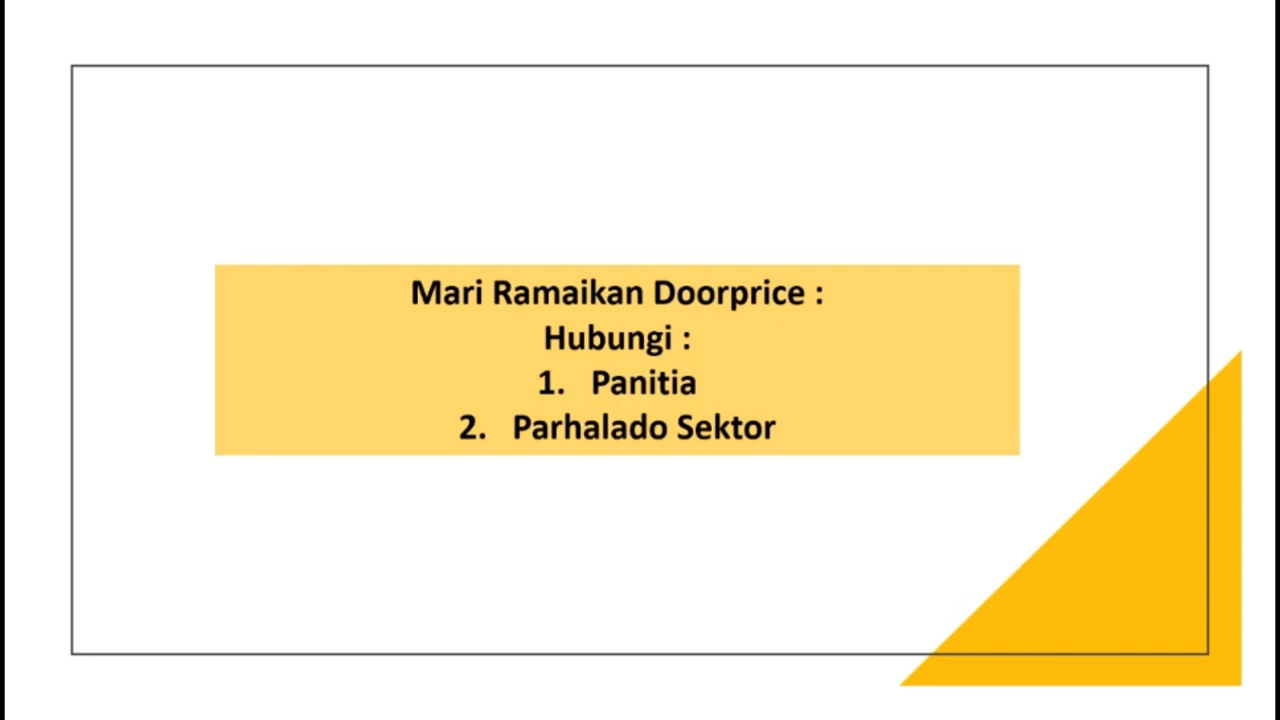 Mari Ramaikan Doorprice :
Hubungi :
1. Panitia
2. Parhalado Sektor